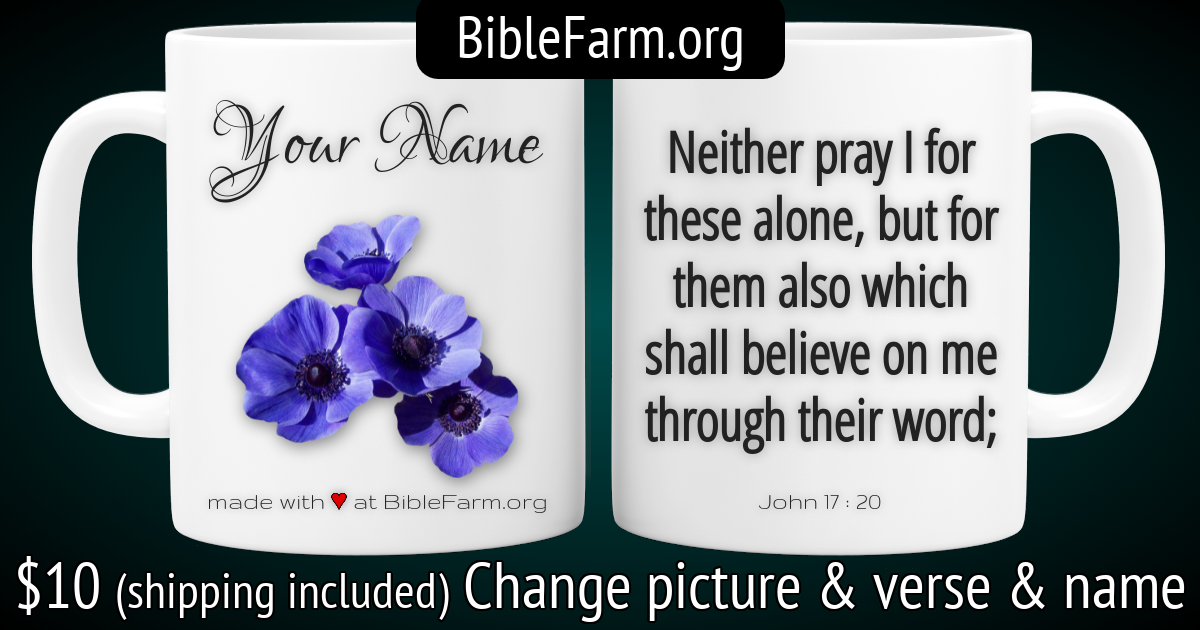 BibleFarm.org
Your Name
made with ♥ at BibleFarm.org
Neither pray I for
these alone, but for
them also which
shall believe on me
through their word;
John 17 : 20
$10 (shipping included) Change picture & verse & name